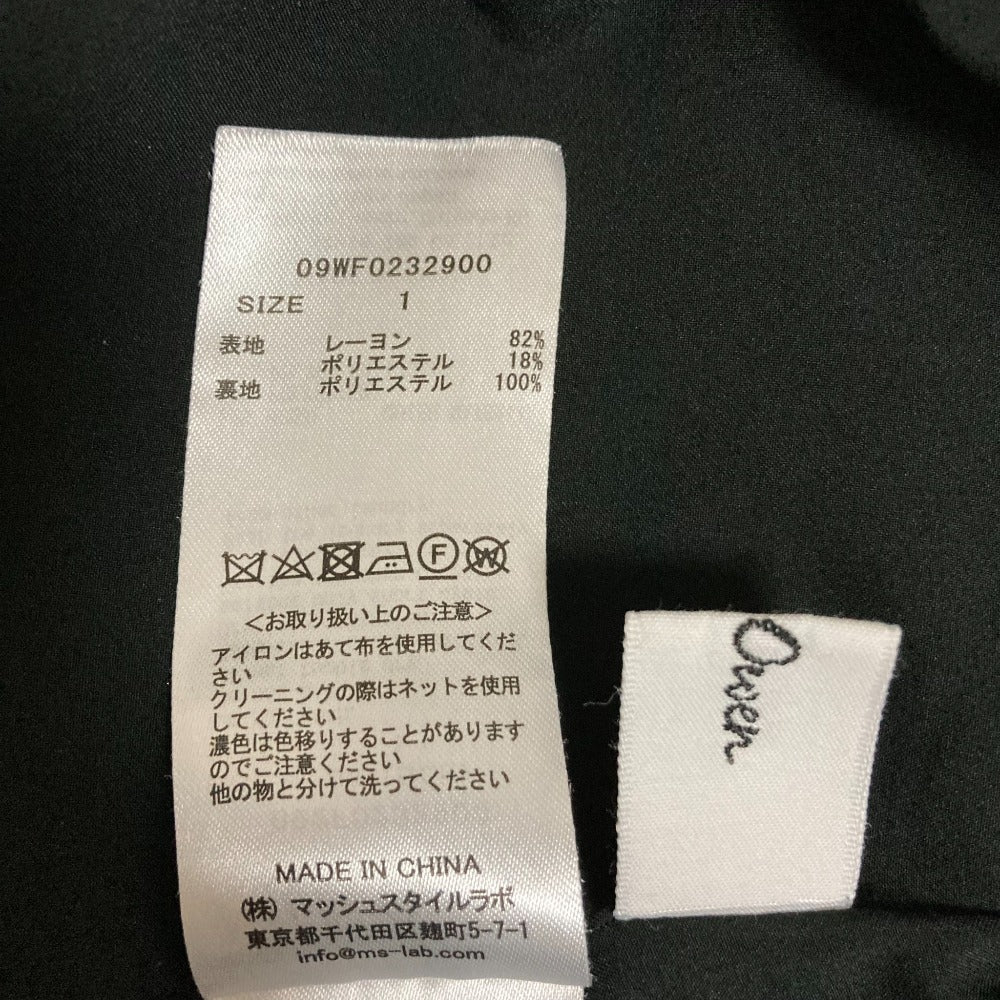 09WF0232900
SIZE 1
表地 レーヨン 82%
ポリエステル 18%
裏地 ポリエステル 100%
F W
<お取り扱い上のご注意>
アイロンはあて布を使用してくだ
さい
クリーニングの際はネットを使用
してください
濃色は色移りすることがあります
のでご注意ください
他の物と分けて洗ってください
MADE IN CHINA
(株) マッシュスタイルラボ
東京都千代田区麹町5-7-1
info@ms-lab.com
Owen